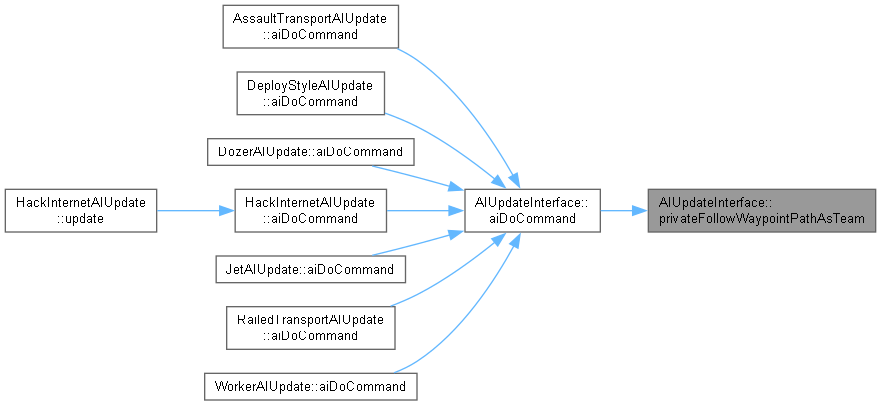 AssaultTransportAIUpdate
::aiDoCommand
DeployStyleAIUpdate
::aiDoCommand
DozerAIUpdate::aiDoCommand
HackInternetAIUpdate
::update
HackInternetAIUpdate
::aiDoCommand
AIUpdateInterface::
aiDoCommand
AIUpdateInterface::
privateFollowWaypointPathAsTeam
JetAIUpdate::aiDoCommand
RailedTransportAIUpdate
::aiDoCommand
WorkerAIUpdate::aiDoCommand